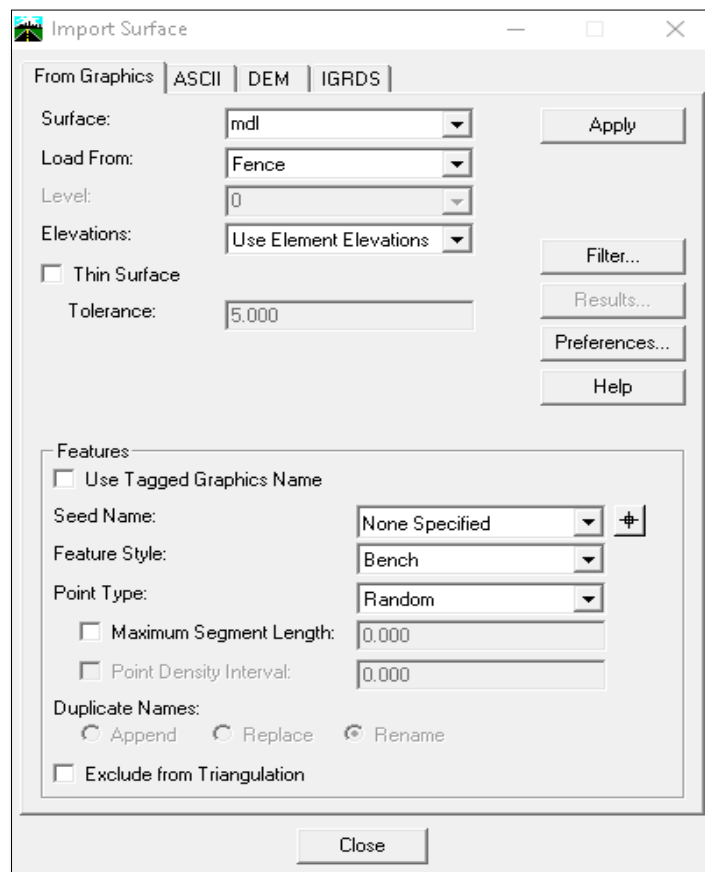 Import Surface
From Graphics ASCII DEM IGRDS
Surface: mdl Apply
Load From: Fence
Level: 0
Elevations: Use Element Elevations
Filter...
Thin Surface
Results...
Tolerance: 5.000
Preferences...
Help
Features
Use Tagged Graphics Name
Seed Name: None Specified
Feature Style: Bench
Point Type: Random
Maximum Segment Length: 0.000
Point Density Interval: 0.000
Duplicate Names:
Append Replace Rename
Exclude from Triangulation
Close